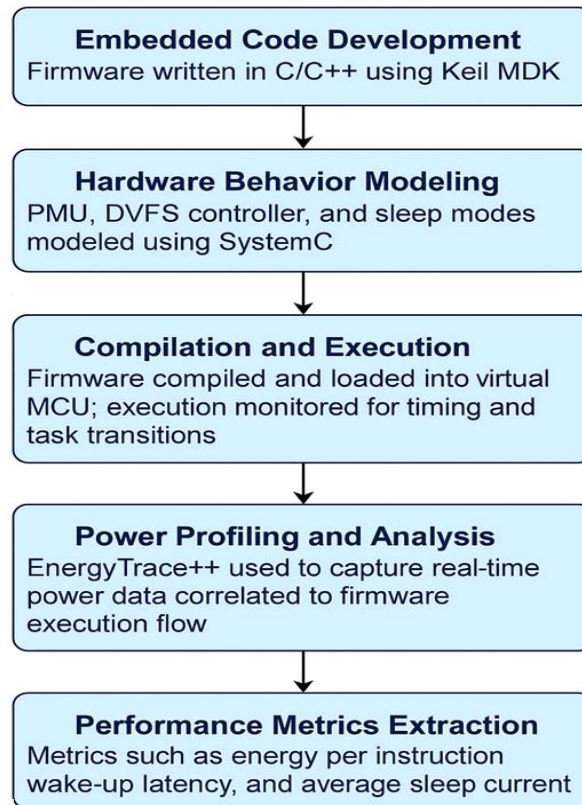 Embedded Code Development
Firmware written in C/C++ using Keil MDK
Hardware Behavior Modeling
PMU, DVFS controller, and sleep modes
modeled using SystemC
Compilation and Execution
Firmware compiled and loaded into virtual
MCU; execution monitored for timing and
task transitions
Power Profiling and Analysis
EnergyTrace++ used to capture real-time
power data correlated to firmware
execution flow
Performance Metrics Extraction
Metrics such as energy per instruction
wake-up latency, and average sleep current